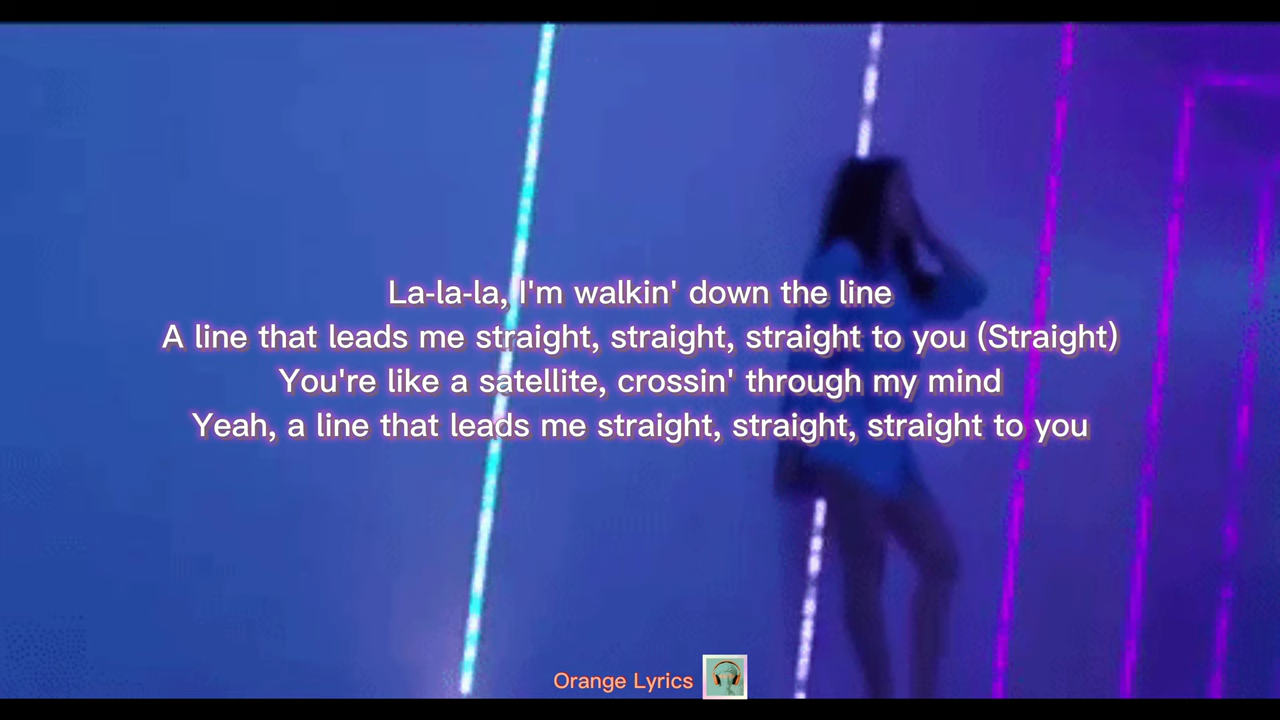 La-la-la, I'm walkin' down the line
A line that leads me straight, straight, straight to you (Straight)
You're like a satellite, crossin' through my mind
Yeah, a line that leads me straight, straight, straight to you
Orange Lyrics